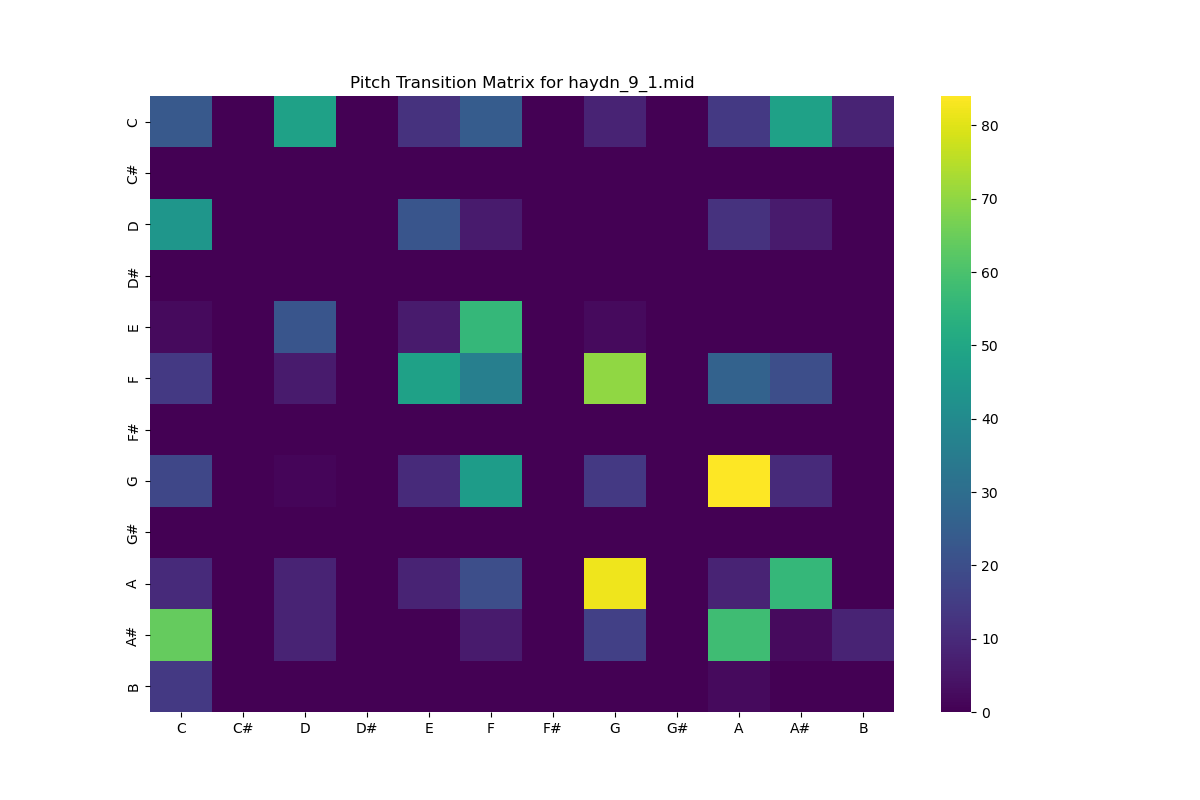 Pitch Transition Matrix for haydn_9_1.mid
C
C#
D
D#
E
F
F#
G
G#
A
A#
B
C C# D D# E F F# G G# A A# B
80
70
60
50
40
30
20
10
0